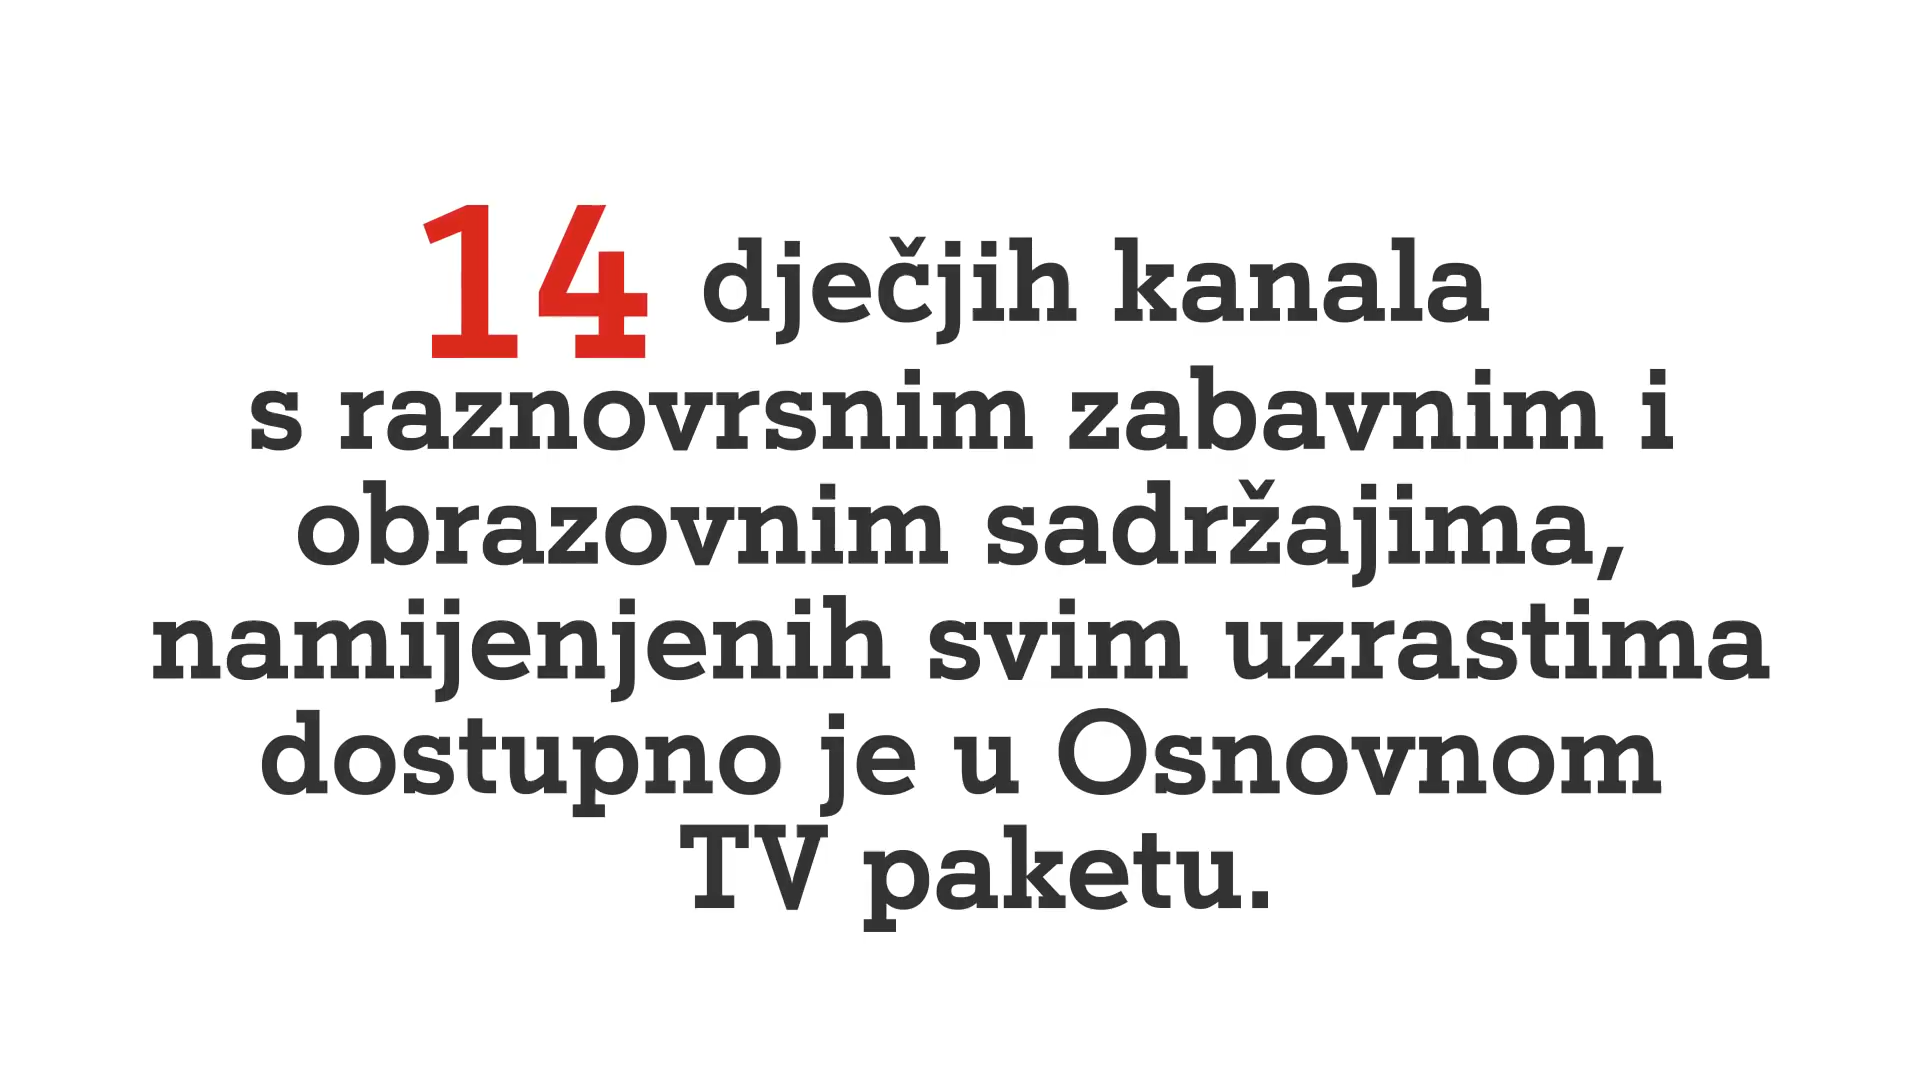 14 dječjih kanala
s raznovrsnim zabavnim i
obrazovnim sadržajima,
namijenjenih svim uzrastima
dostupno je u Osnovnom
TV paketu.